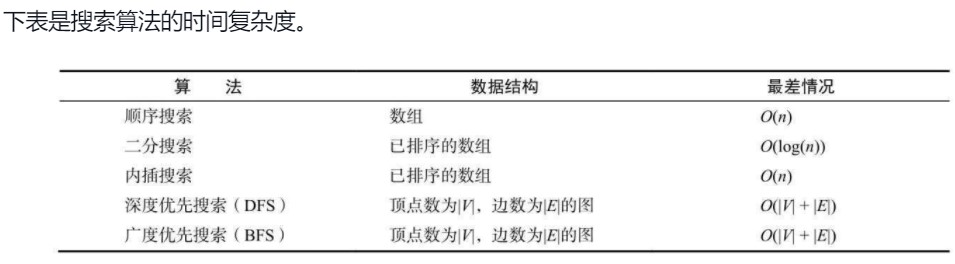 下表是搜索算法的时间复杂度。
算 法 数据结构 最差情况
顺序搜索 数组 O(n)
二分搜索 已排序的数组 O(log(n))
内插搜索 已排序的数组 O(n)
深度优先搜索（DFS） 顶点数为|V|，边数为|E|的图 O(|V| + |E|)
广度优先搜索（BFS） 顶点数为|V|，边数为|E|的图 O(|V| + |E|)